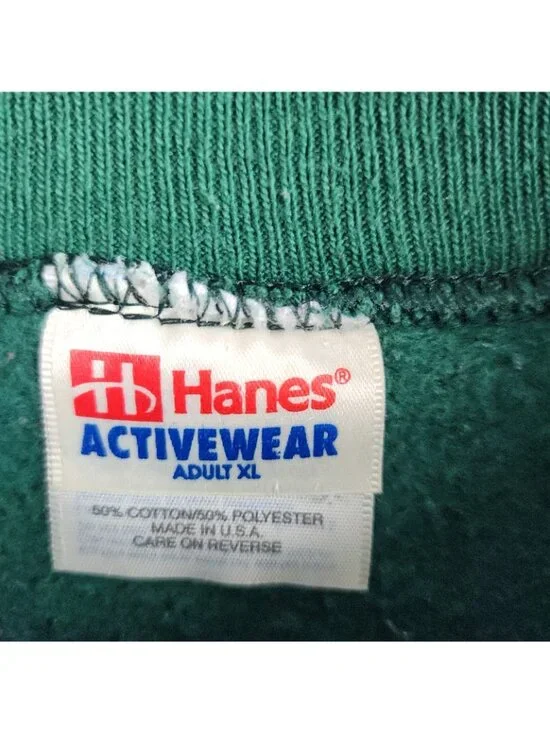 H Hanes®
ACTIVEWEAR
ADULT XL
50% COTTON/50% POLYESTER
MADE IN U.S.A.
CARE ON REVERSE